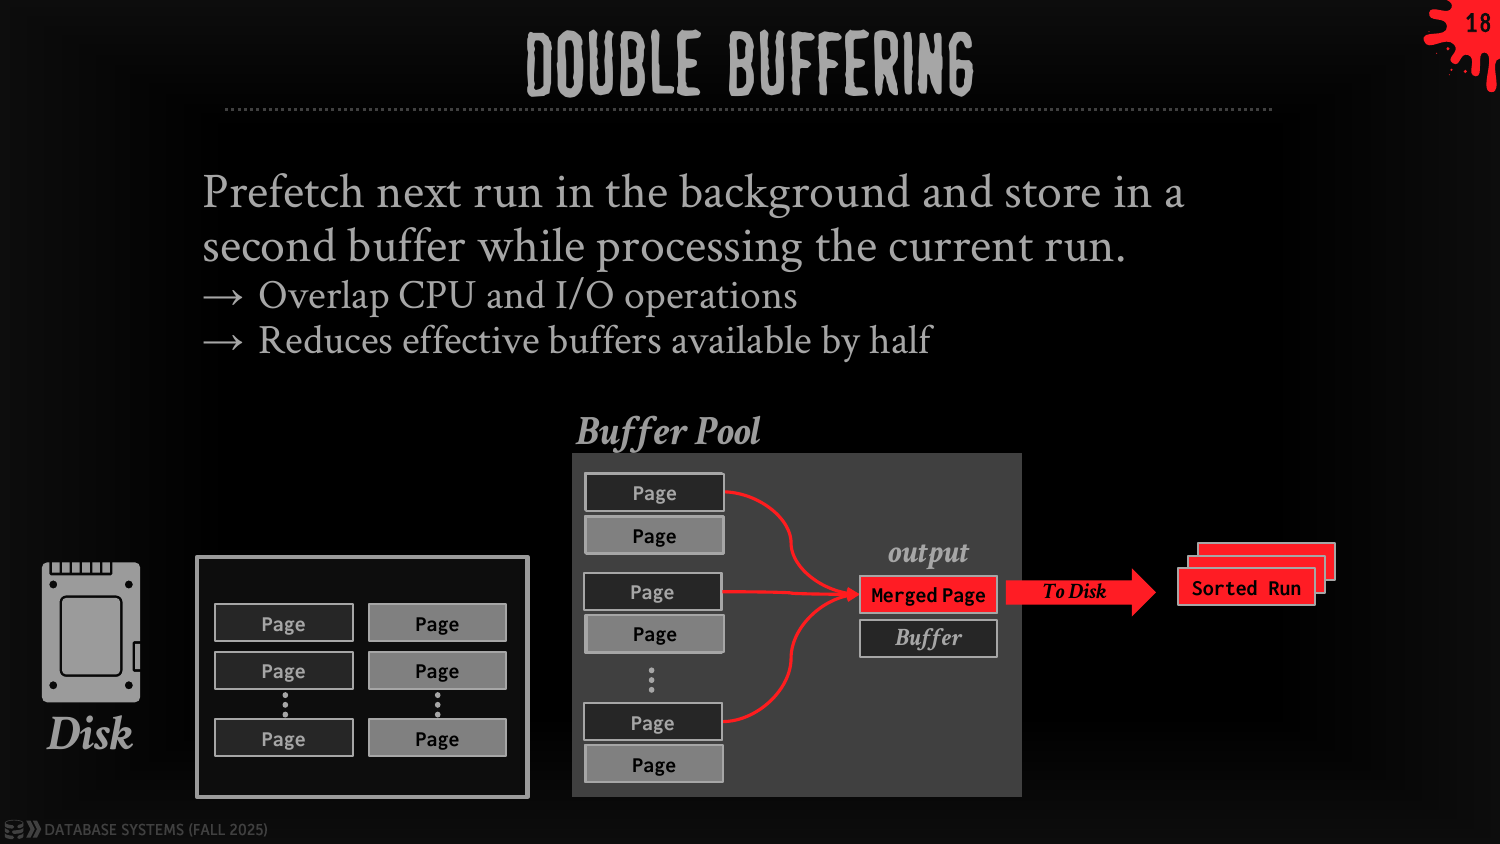 18
DOUBLE BUFFERING
Prefetch next run in the background and store in a
second buffer while processing the current run.
→ Overlap CPU and I/O operations
→ Reduces effective buffers available by half
Buffer Pool
Page
Page
Page
Page
Page
Page
output
Merged Page
Buffer
To Disk
Sorted Run
Page Page
Page Page
Page Page
Disk
DATABASE SYSTEMS (FALL 2025)